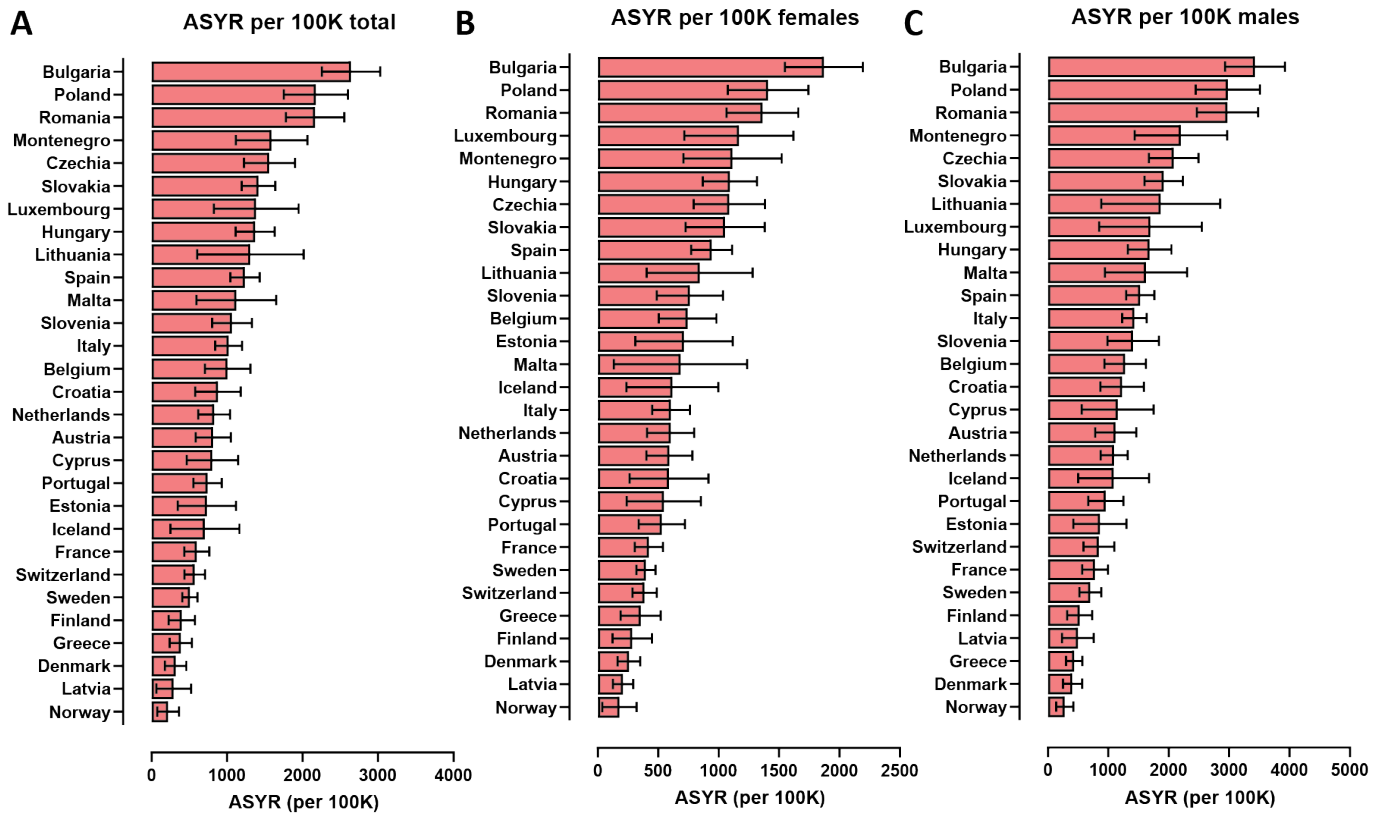 A
ASYR per 100K total
Bulgaria
Poland
Romania
Montenegro
Czechia
Slovakia
Luxembourg
Hungary
Lithuania
Spain
Malta
Slovenia
Italy
Belgium
Croatia
Netherlands
Austria
Cyprus
Portugal
Estonia
Iceland
France
Switzerland
Sweden
Finland
Greece
Denmark
Latvia
Norway
0 1000 2000 3000 4000
ASYR (per 100K)
B
ASYR per 100K females
Bulgaria
Poland
Romania
Luxembourg
Montenegro
Hungary
Czechia
Slovakia
Spain
Lithuania
Slovenia
Belgium
Estonia
Malta
Iceland
Italy
Netherlands
Austria
Croatia
Cyprus
Portugal
France
Sweden
Switzerland
Greece
Finland
Denmark
Latvia
Norway
0 500 1000 1500 2000 2500
ASYR (per 100K)
C
ASYR per 100K males
Bulgaria
Poland
Romania
Montenegro
Czechia
Slovakia
Lithuania
Luxembourg
Hungary
Malta
Spain
Italy
Slovenia
Belgium
Croatia
Cyprus
Austria
Netherlands
Iceland
Portugal
Estonia
Switzerland
France
Sweden
Finland
Latvia
Greece
Denmark
Norway
0 1000 2000 3000 4000 5000
ASYR (per 100K)